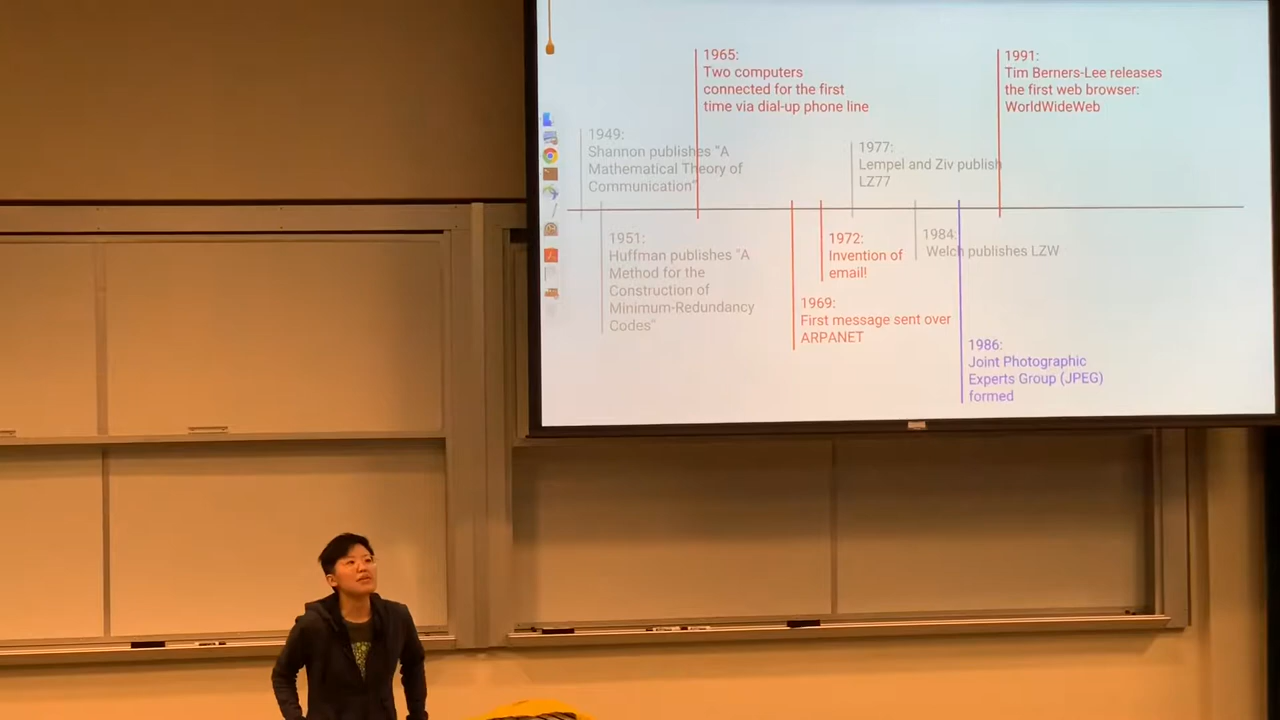 1965:
Two computers
connected for the first
time via dial-up phone line
1991:
Tim Berners-Lee releases
the first web browser:
WorldWideWeb
1949:
Shannon publishes "A
Mathematical Theory of
Communication"
1977:
Lempel and Ziv publish
LZ77
1951:
Huffman publishes "A
Method for the
Construction of
Minimum-Redundancy
Codes"
1972:
Invention of
email!
1984:
Welch publishes LZW
1969:
First message sent over
ARPANET
1986:
Joint Photographic
Experts Group (JPEG)
formed